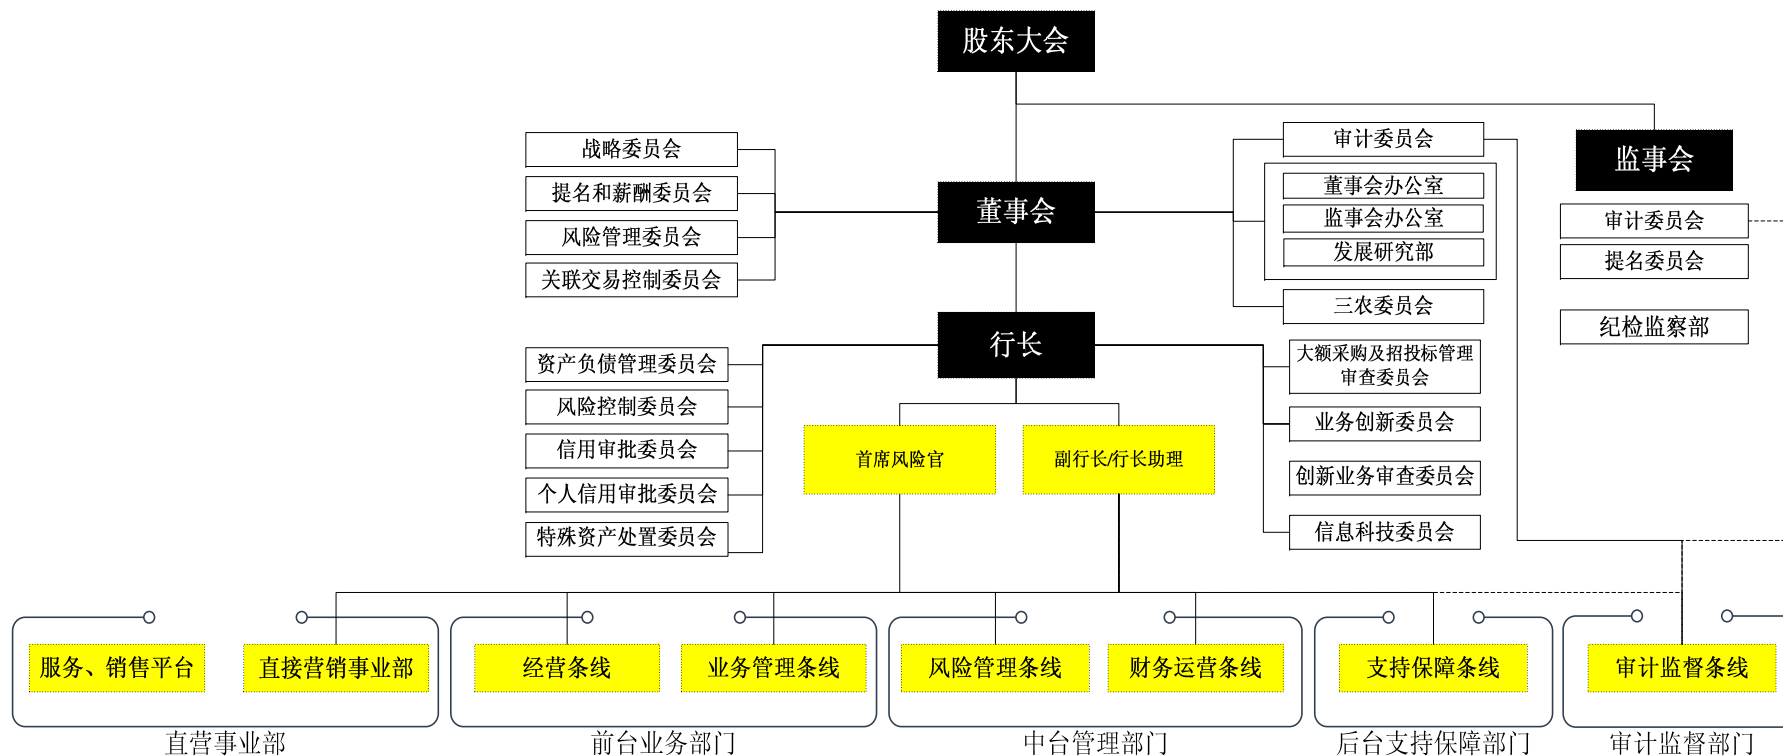 股东大会
监事会
审计委员会
提名委员会
纪检监察部
董事会
战略委员会
提名和薪酬委员会
风险管理委员会
关联交易控制委员会
审计委员会
董事会办公室
监事会办公室
发展研究部
三农委员会
行长
资产负债管理委员会
风险控制委员会
信用审批委员会
个人信用审批委员会
特殊资产处置委员会
大额采购及招投标管理
审查委员会
业务创新委员会
创新业务审查委员会
信息科技委员会
首席风险官
副行长/行长助理
服务、销售平台
直接营销事业部
经营条线
业务管理条线
风险管理条线
财务运营条线
支持保障条线
审计监督条线
直营事业部
前台业务部门
中台管理部门
后台支持保障部门
审计监督部门